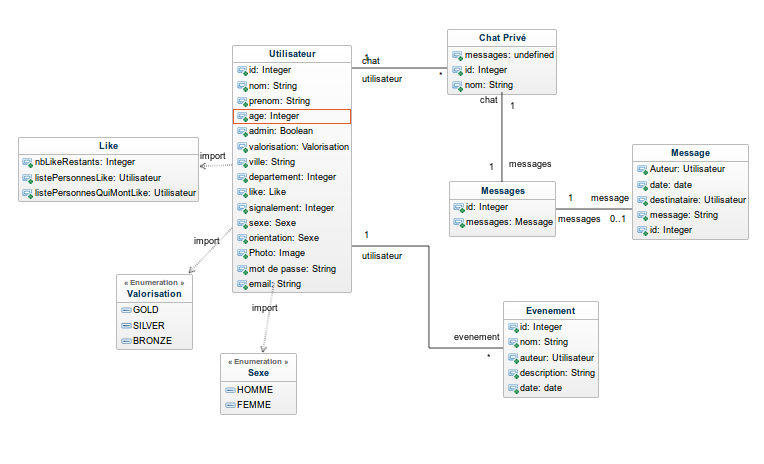 Utilisateur
id: Integer
nom: String
prenom: String
age: Integer
admin: Boolean
valorisation: Valorisation
ville: String
departement: Integer
like: Like
signalement: Integer
sexe: Sexe
orientation: Sexe
Photo: Image
mot de passe: String
email: String
1
chat
utilisateur
*
Chat Privé
messages: undefined
id: Integer
nom: String
chat
1
1
messages
Like
nbLikeRestants: Integer
listePersonnesLike: Utilisateur
listePersonnesQuiMontLike: Utilisateur
import
Messages
id: Integer
messages: Message
1
message
messages
0..1
Message
Auteur: Utilisateur
date: date
destinataire: Utilisateur
message: String
id: Integer
import
« Enumeration »
Valorisation
GOLD
SILVER
BRONZE
import
« Enumeration »
Sexe
HOMME
FEMME
1
utilisateur
evenement
*
Evenement
id: Integer
nom: String
auteur: Utilisateur
description: String
date: date